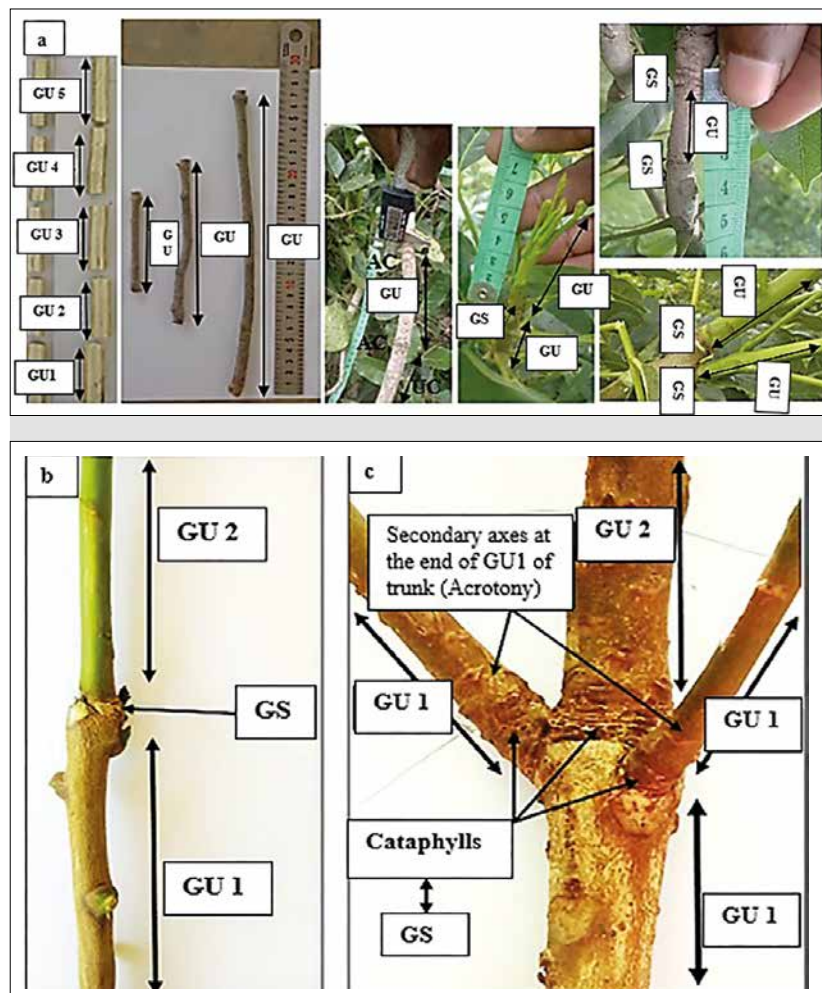 a
GU 5
GU 4
GU 3
GU 2
GU1
G
U
GU
GU
AC
GU
AC
UC
GS
GU
GU
GS
GS
GU
GU
GS
GS
GU
b
GU 2
GS
GU 1
c
Secondary axes at
the end of GU1 of
trunk (Acrotony)
GU 2
GU 1
GU 1
Cataphylls
GS
GU 1